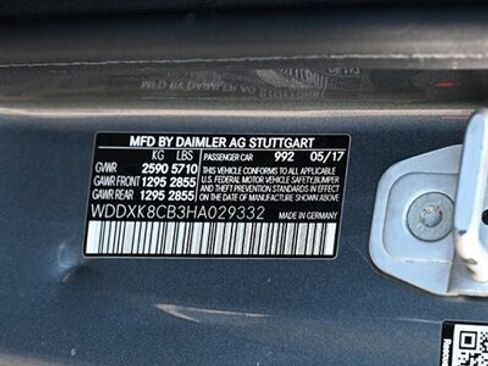 MFD BY DAIMLER AG STUTTGART
KG LBS
PASSENGER CAR 992 05/17
GVWR 2590 5710
GAWR FRONT 1295 2855
GAWR REAR 1295 2855
THIS VEHICLE CONFORMS TO ALL APPLICABLE
U.S. FEDERAL MOTOR VEHICLE SAFETY,BUMPER
AND THEFT PREVENTION STANDARDS IN EFFECT
ON THE DATE OF MANUFACTURE SHOWN ABOVE.
WDDXK8CB3HA029332 MADE IN GERMANY